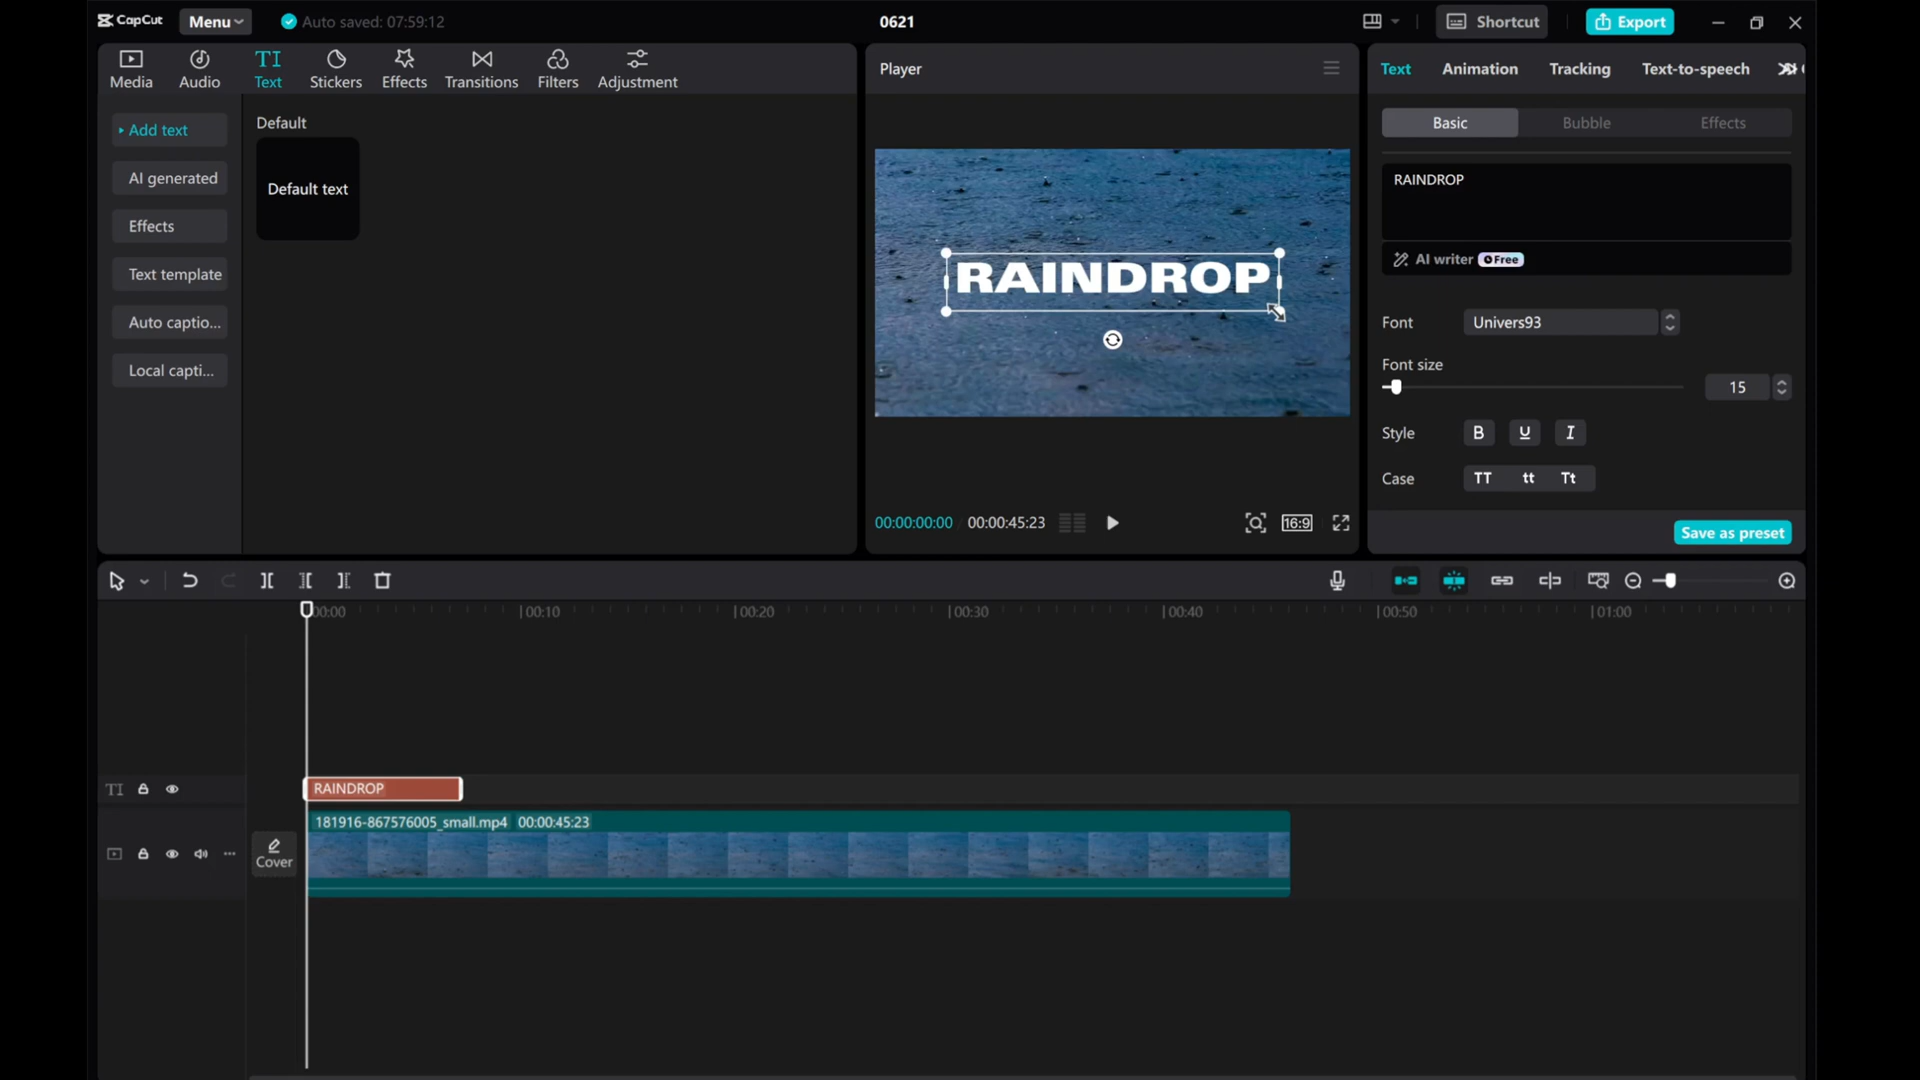 CapCut
Menu
Auto saved: 07:59:12
0621
Shortcut
Export
Media
Audio
TI
Text
Stickers
Effects
Transitions
Filters
Adjustment
Add text
AI generated
Effects
Text template
Auto captio...
Local capti...
Default
Default text
Player
RAINDROP
00:00:00:00
00:00:45:23
16:9
Text
Animation
Tracking
Text-to-speech
Basic
Bubble
Effects
RAINDROP
AI writer
Free
Font
Univers93
Font size
15
Style
B
U
I
Case
TT
tt
Tt
Save as preset
00:00
00:10
00:20
00:30
00:40
00:50
01:00
TI
RAINDROP
181916-867576005_small.mp4
00:00:45:23
Cover